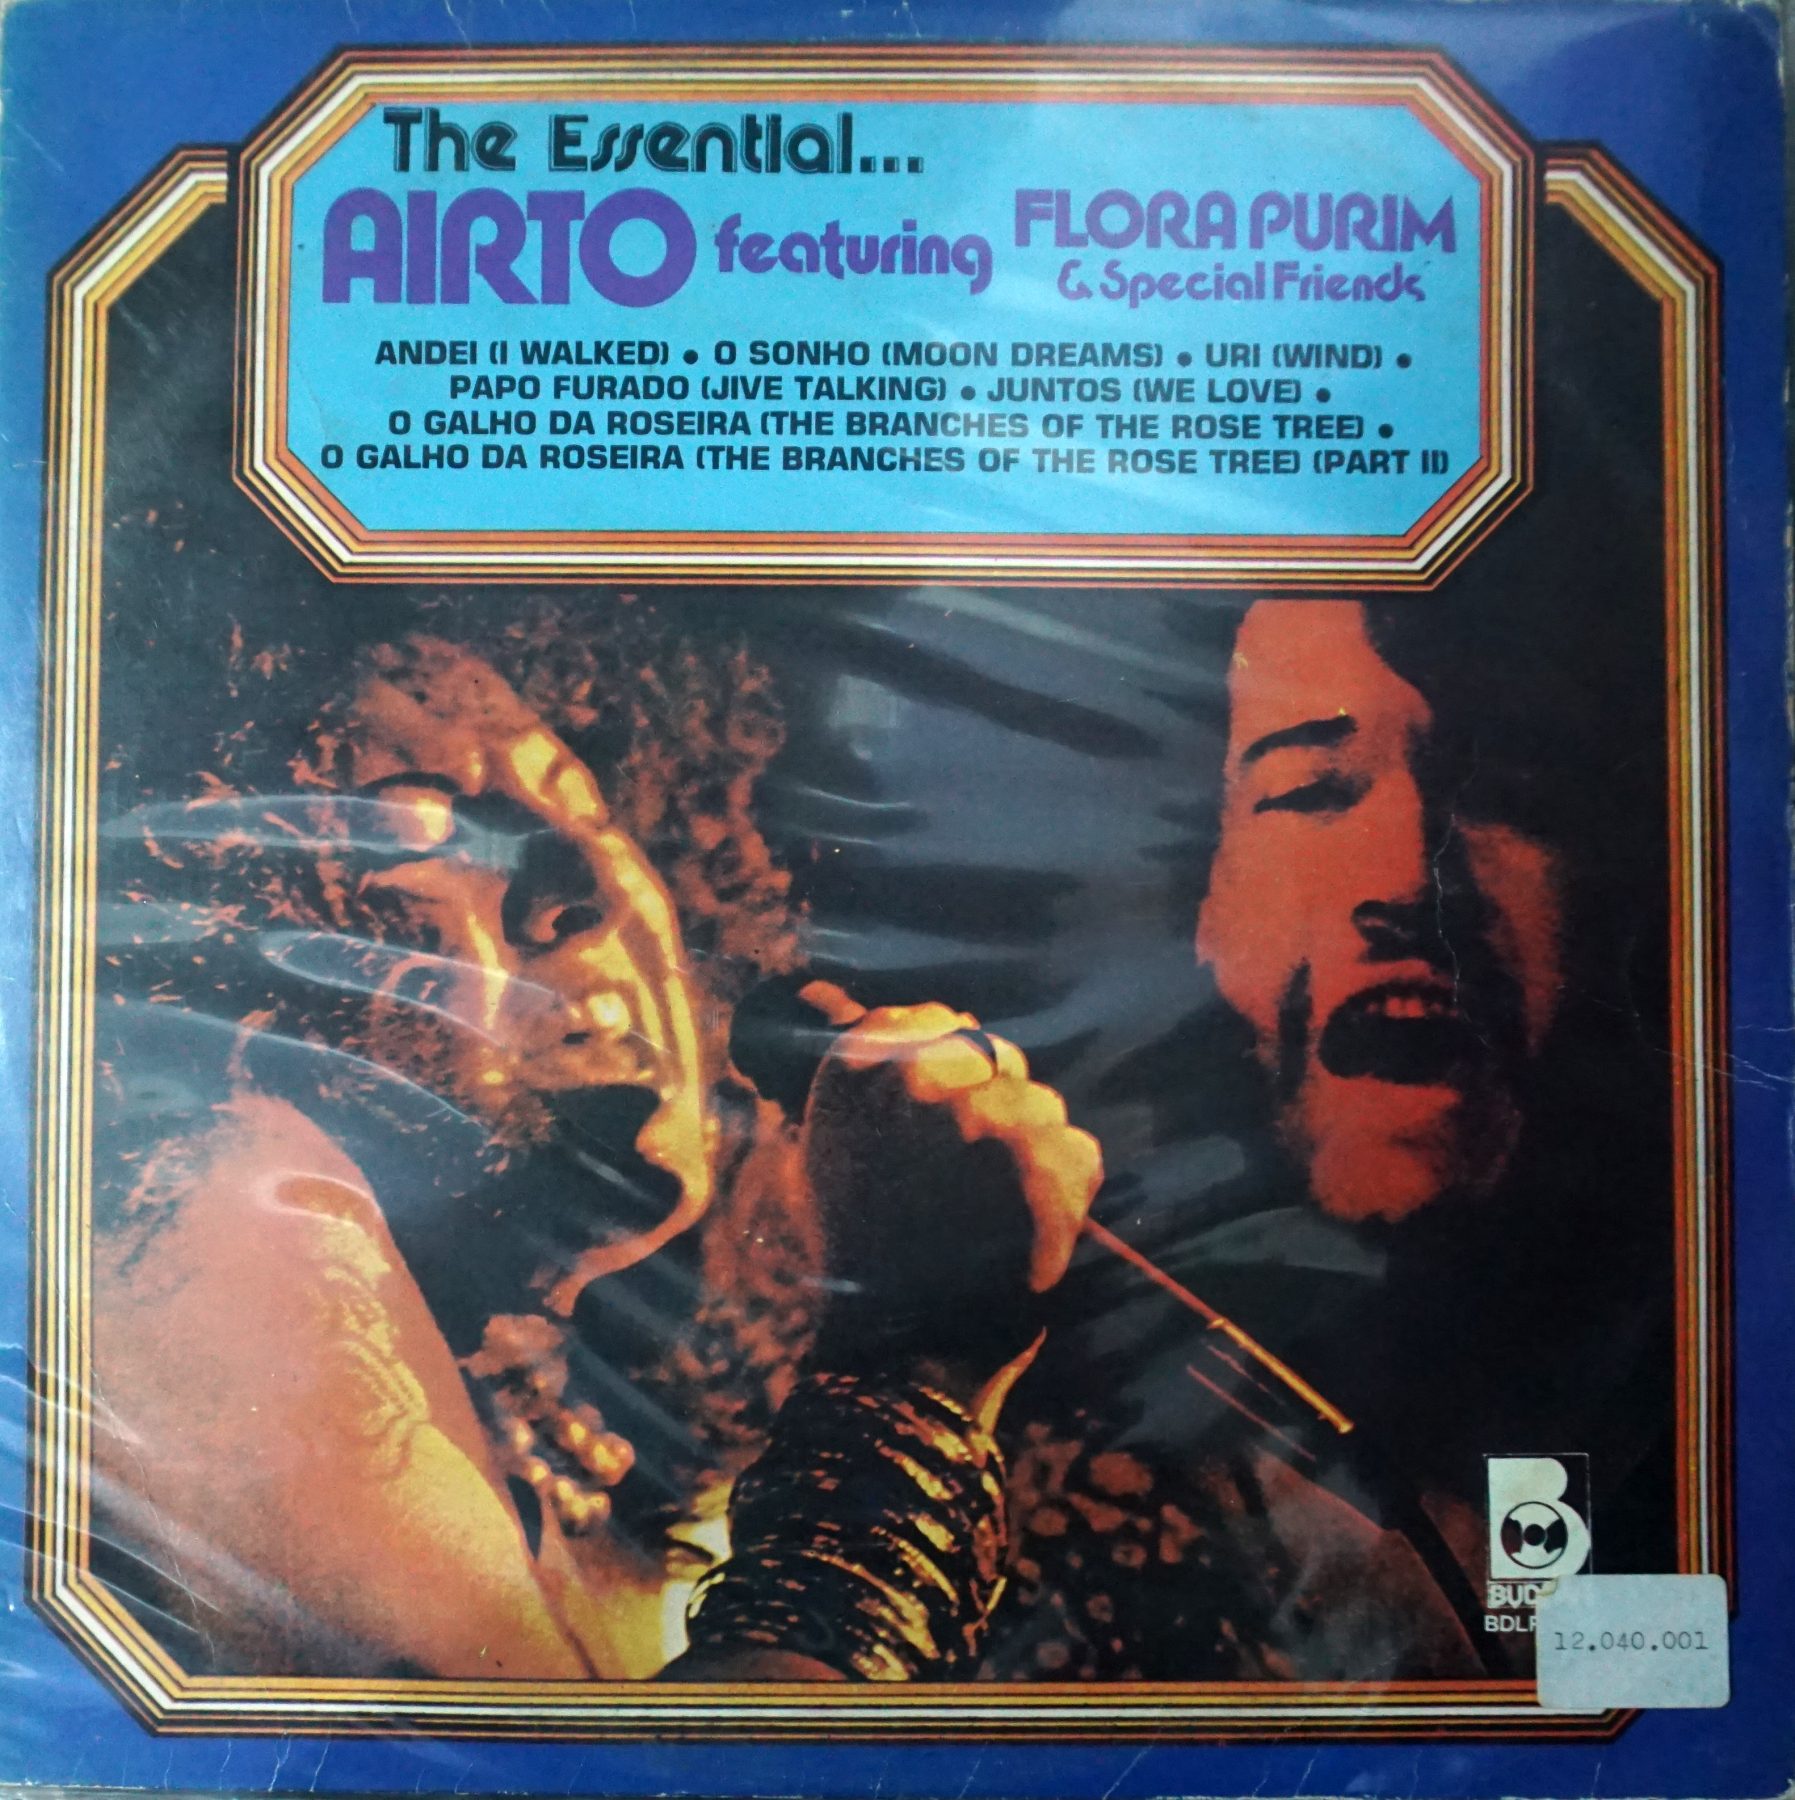 The Essential...
AIRTO featuring FLORA PURIM
& Special Friends
ANDEI (I WALKED) • O SONHO (MOON DREAMS) • URI (WIND) •
PAPO FURADO (JIVE TALKING) • JUNTOS (WE LOVE) •
O GALHO DA ROSEIRA (THE BRANCHES OF THE ROSE TREE) •
O GALHO DA ROSEIRA (THE BRANCHES OF THE ROSE TREE) (PART II)
B
12.040.001